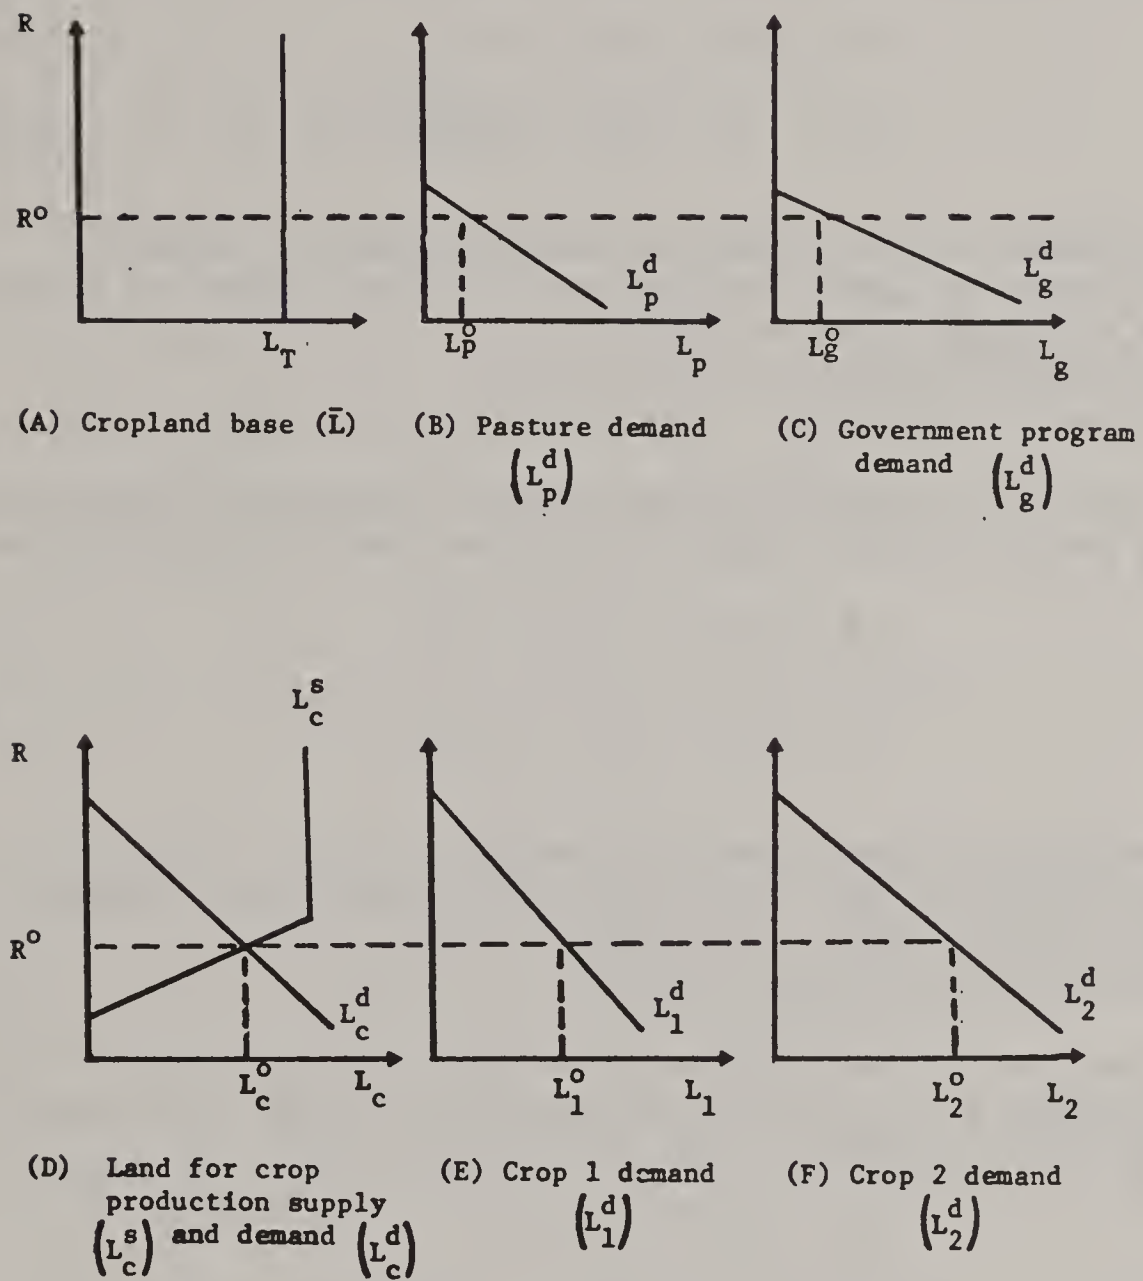 R
R° 
L_p^d
L_g^d
L_T L_p^o L_p L_g^o L_g
(A) Cropland base (L̄) (B) Pasture demand (L_p^d) (C) Government program demand (L_g^d)
L_c^s
R
R°
L_c^d L_1^d L_2^d
L_c^o L_c L_1^o L_1 L_2^o L_2
(D) Land for crop production supply (L_c^s) and demand (L_c^d)
(E) Crop 1 demand (L_1^d)
(F) Crop 2 demand (L_2^d)